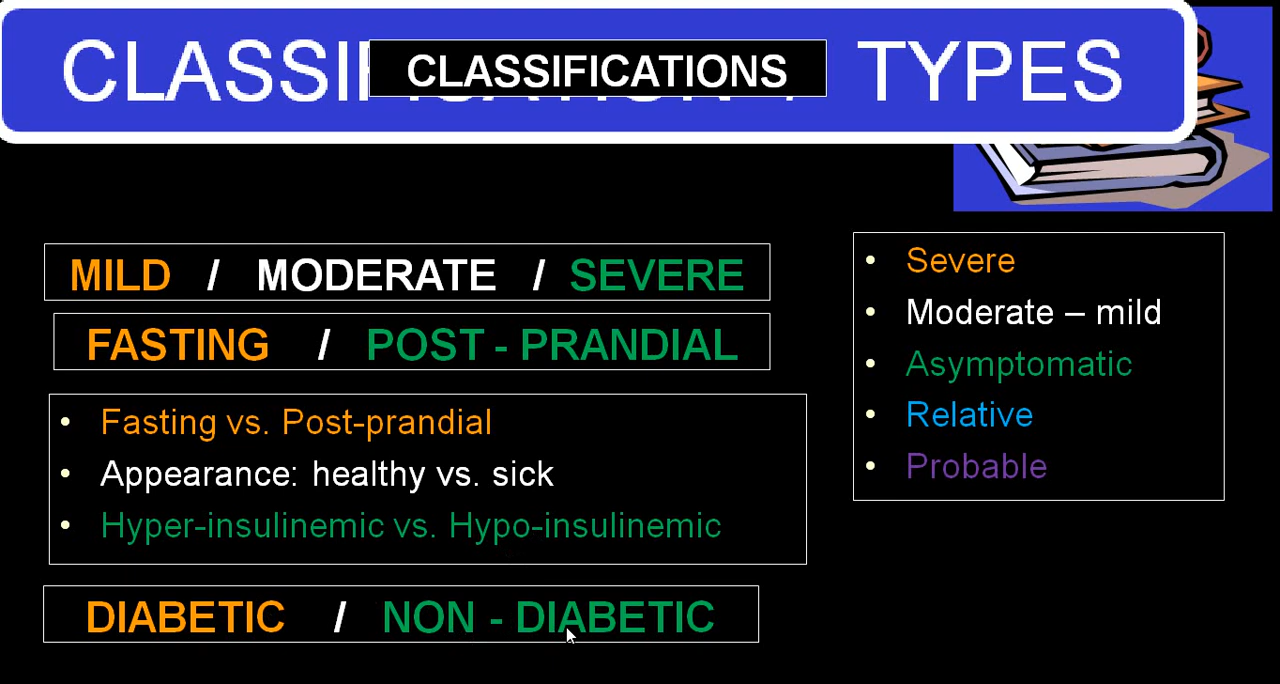 CLASSIFICATION / TYPES
CLASSIFICATIONS
MILD / MODERATE / SEVERE
FASTING / POST - PRANDIAL
• Fasting vs. Post-prandial
• Appearance: healthy vs. sick
• Hyper-insulinemic vs. Hypo-insulinemic
DIABETIC / NON - DIABETIC
• Severe
• Moderate – mild
• Asymptomatic
• Relative
• Probable